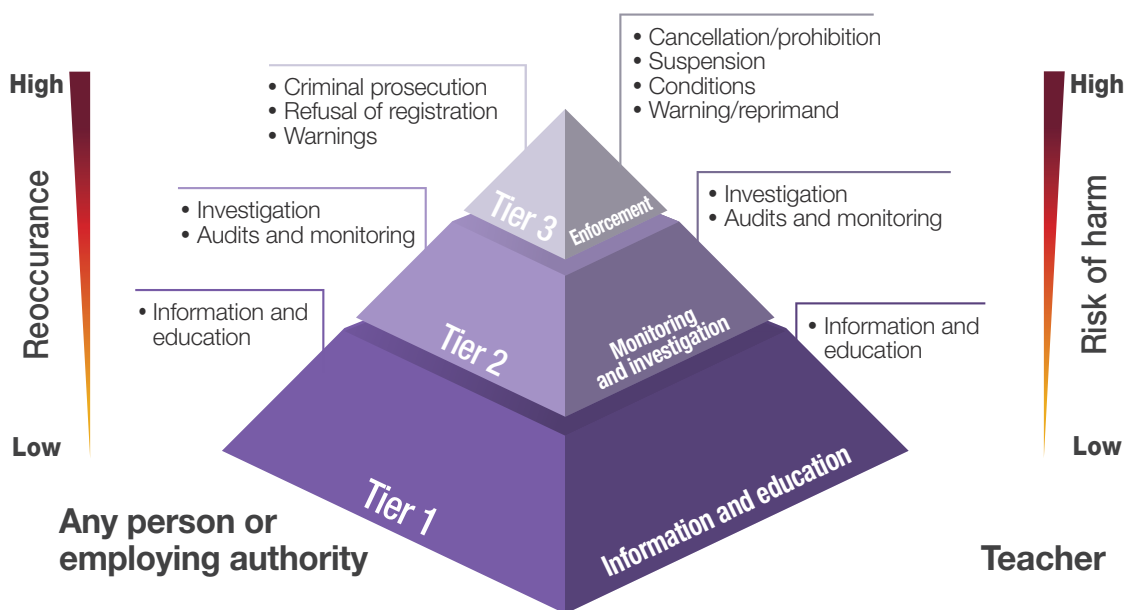 • Cancellation/prohibition
• Suspension
• Conditions
• Warning/reprimand
• Criminal prosecution
• Refusal of registration
• Warnings
High
High
Reoccurance
Risk of harm
• Investigation
• Audits and monitoring
• Investigation
• Audits and monitoring
Tier 3
Enforcement
• Information and
education
• Information and
education
Tier 2
Monitoring
and investigation
Low
Low
Tier 1
Information and education
Any person or
employing authority
Teacher